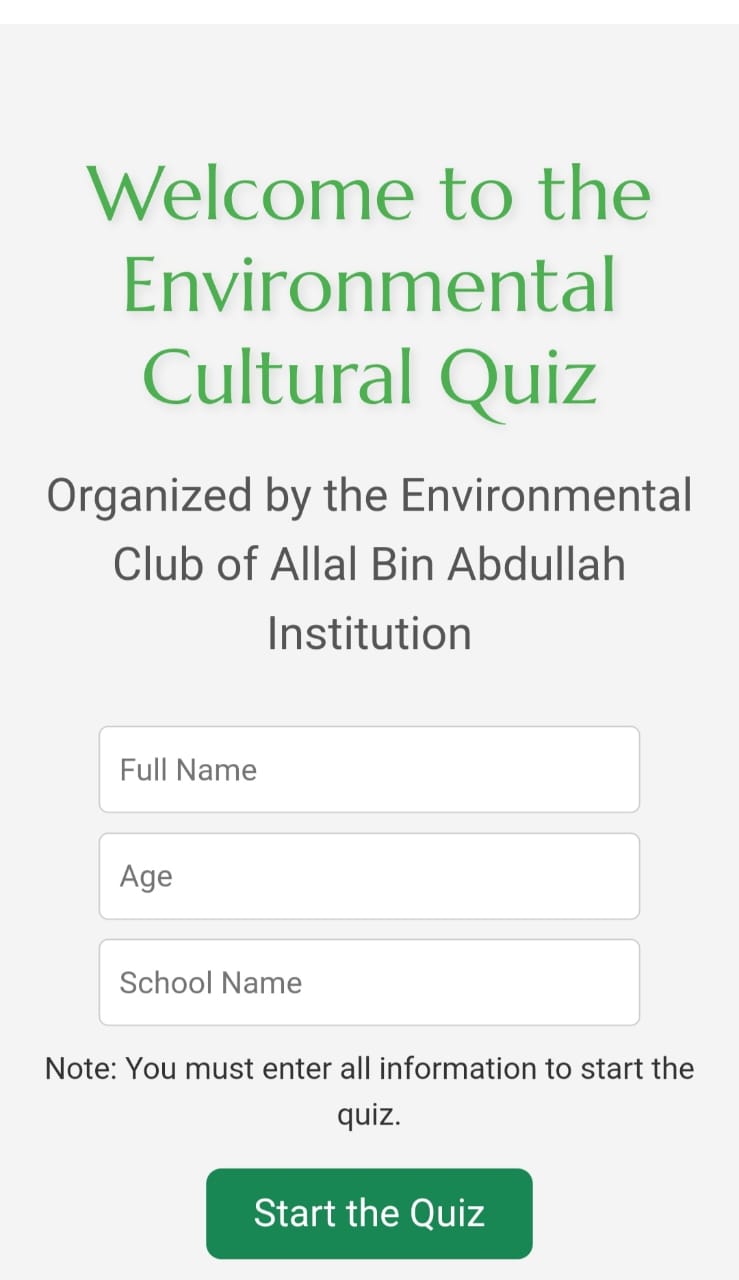 Welcome to the
Environmental
Cultural Quiz
Organized by the Environmental
Club of Allal Bin Abdullah
Institution
Full Name
Age
School Name
Note: You must enter all information to start the
quiz.
Start the Quiz